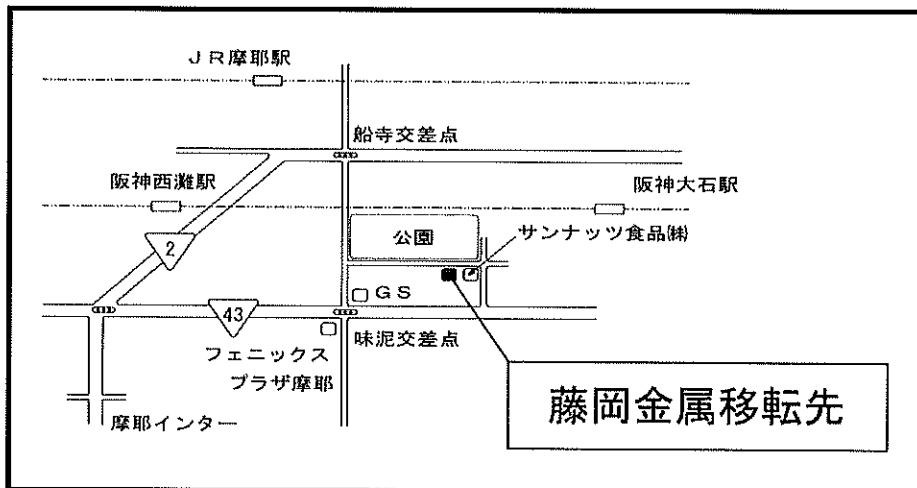 JR摩耶駅
船寺交差点
阪神西灘駅
阪神大石駅
公園
サンナッツ食品㈱
2
GS
43
味泥交差点
フェニックス
プラザ摩耶
摩耶インター
藤岡金属移転先